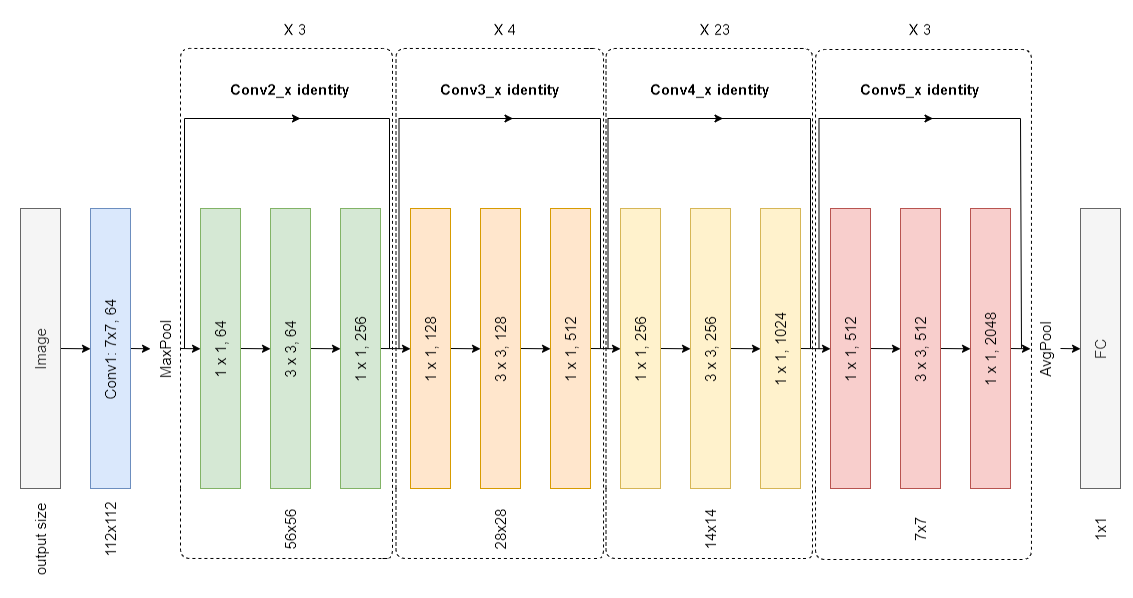 X 3
X 4
X 23
X 3
Conv2_x identity
Conv3_x identity
Conv4_x identity
Conv5_x identity
Image
Conv1: 7x7, 64
MaxPool
1 x 1, 64
3 x 3, 64
1 x 1, 256
1 x 1, 128
3 x 3, 128
1 x 1, 512
1 x 1, 256
3 x 3, 256
1 x 1, 1024
1 x 1, 512
3 x 3, 512
1 x 1, 2048
AvgPool
FC
output size
112x112
56x56
28x28
14x14
7x7
1x1